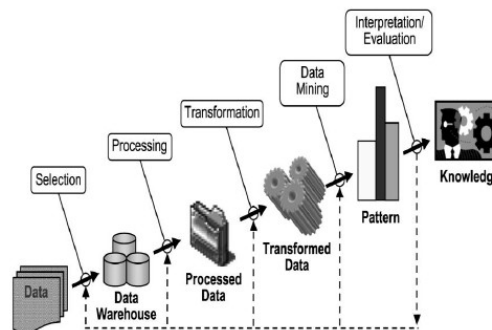 Interpretation/
Evaluation
Data
Mining
Transformation
Processing
Selection
Knowledg
Pattern
Transformed
Data
Processed
Data
Data
Warehouse
Data